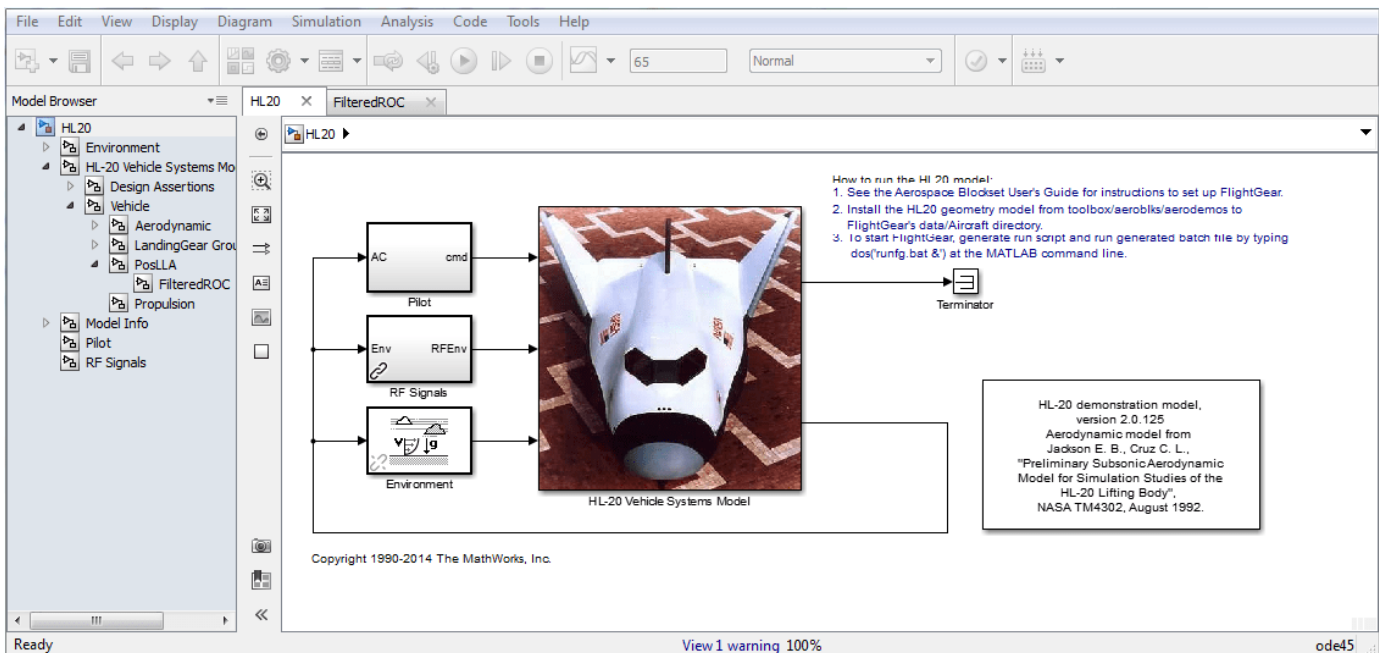 File Edit View Display Diagram Simulation Analysis Code Tools Help
65 Normal
Model Browser
HL20
FilteredROC
HL20
Environment
HL-20 Vehicle Systems Mo
Design Assertions
Vehicle
Aerodynamic
LandingGear Grou
PosLLA
FilteredROC
Propulsion
Model Info
Pilot
RF Signals
HL20
How to run the HL20 model:
1. See the Aerospace Blockset User's Guide for instructions to set up FlightGear.
2. Install the HL20 geometry model from toolbox/aeroblks/aerodemos to
FlightGear's data/Aircraft directory.
3. To start FlightGear, generate run script and run generated batch file by typing
dos('runfg.bat &') at the MATLAB command line.
AC cmd
Pilot
Env RFEnv
RF Signals
V g
Environment
HL-20 Vehicle Systems Model
Terminator
HL-20 demonstration model,
version 2.0.125
Aerodynamic model from
Jackson E. B., Cruz C. L.,
"Preliminary Subsonic Aerodynamic
Model for Simulation Studies of the
HL-20 Lifting Body",
NASA TM4302, August 1992.
Copyright 1990-2014 The MathWorks, Inc.
Ready View 1 warning 100% ode45